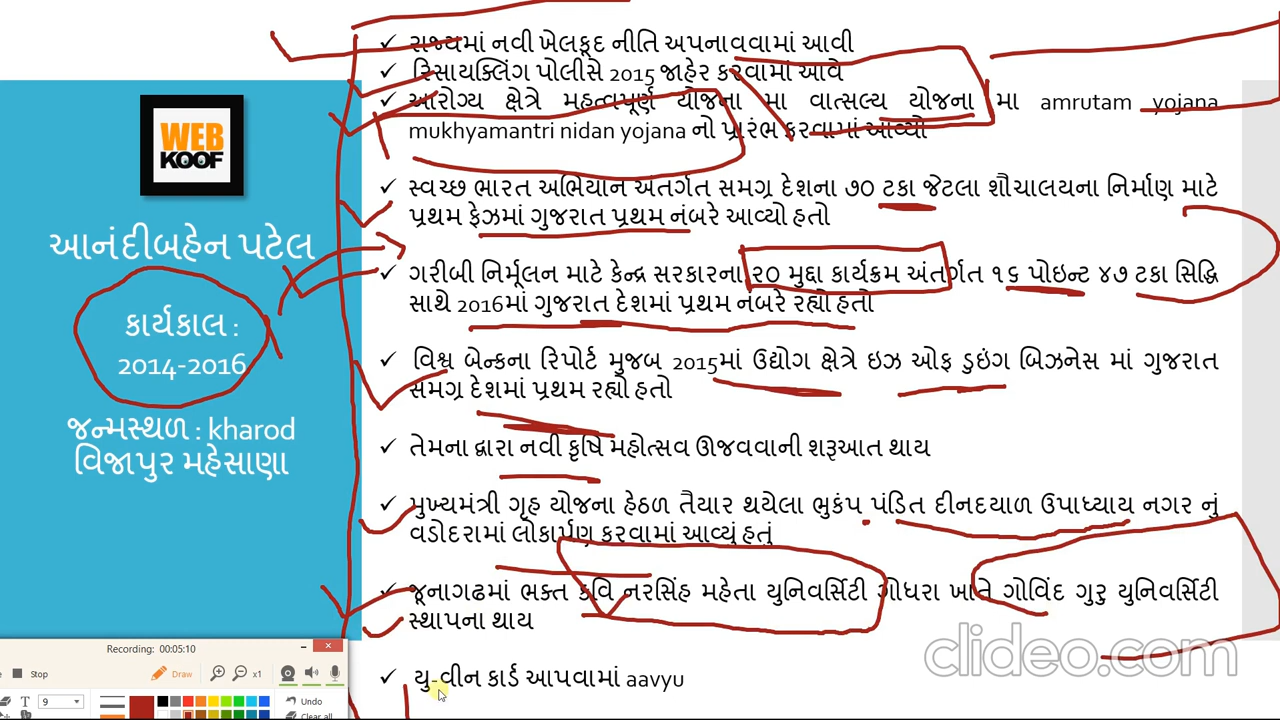 WEB
KOOF
આનંદીબહેન પટેલ
કાર્યકાલ :
2014-2016
જન્મસ્થળ : kharod
વિજાપુર મહેસાણા
✓ રાજ્યમાં નવી ખેલકૂદ નીતિ અપનાવવામાં આવી
✓ રિસાયક્લિંગ પોલીસે 2015 જાહેર કરવામાં આવે
✓ આરોગ્ય ક્ષેત્રે મહત્વપૂર્ણ યોજના મા વાત્સલ્ય યોજના મા amrutam yojana
mukhyamantri nidan yojana નો પ્રારંભ કરવામાં આવ્યો
✓ સ્વચ્છ ભારત અભિયાન અંતર્ગત સમગ્ર દેશના ૭૦ ટકા જેટલા શૌચાલયના નિર્માણ માટે
પ્રથમ ફેઝમાં ગુજરાત પ્રથમ નંબરે આવ્યો હતો
✓ ગરીબી નિર્મૂલન માટે કેન્દ્ર સરકારના ૨૦ મુદ્દા કાર્યક્રમ અંતર્ગત ૧૬ પોઇન્ટ ૪૭ ટકા સિદ્ધિ
સાથે 2016માં ગુજરાત દેશમાં પ્રથમ નંબરે રહ્યો હતો
✓ વિશ્વ બેન્કના રિપોર્ટ મુજબ 2015માં ઉદ્યોગ ક્ષેત્રે ઇઝ ઓફ ડુઇંગ બિઝનેસ માં ગુજરાત
સમગ્ર દેશમાં પ્રથમ રહ્યો હતો
✓ તેમના દ્વારા નવી કૃષિ મહોત્સવ ઊજવવાની શરૂઆત થાય
✓ મુખ્યમંત્રી ગૃહ યોજના હેઠળ તૈયાર થયેલા ભુકંપ પંડિત દીનદયાળ ઉપાધ્યાય નગર નું
વડોદરામાં લોકાર્પણ કરવામાં આવ્યું હતું
✓ જૂનાગઢમાં ભક્ત કવિ નરસિંહ મહેતા યુનિવર્સિટી ગોધરા ખાતે ગોવિંદ ગુરુ યુનિવર્સિટી
સ્થાપના થાય
✓ યુ-વીન કાર્ડ આપવામાં aavyu
clideo.com
Recording: 00:05:10
Stop
Draw
x1
T
9
Undo
Clear all